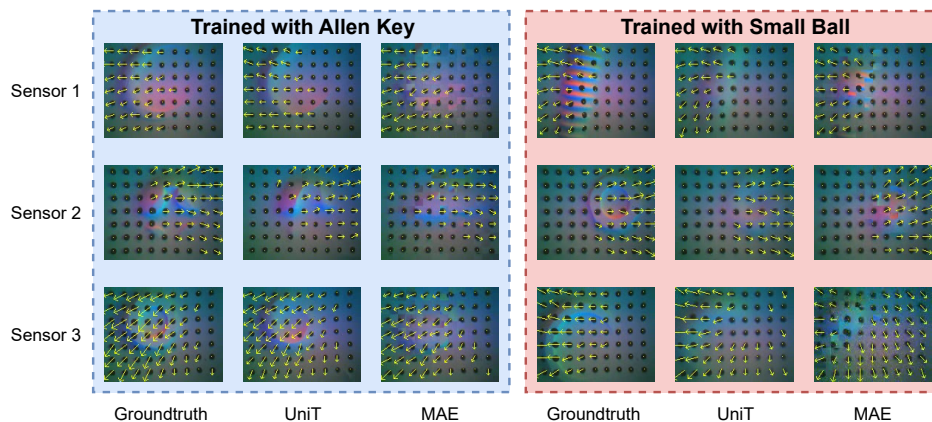 Trained with Allen Key
Trained with Small Ball
Sensor 1
Sensor 2
Sensor 3
Groundtruth
UniT
MAE
Groundtruth
UniT
MAE